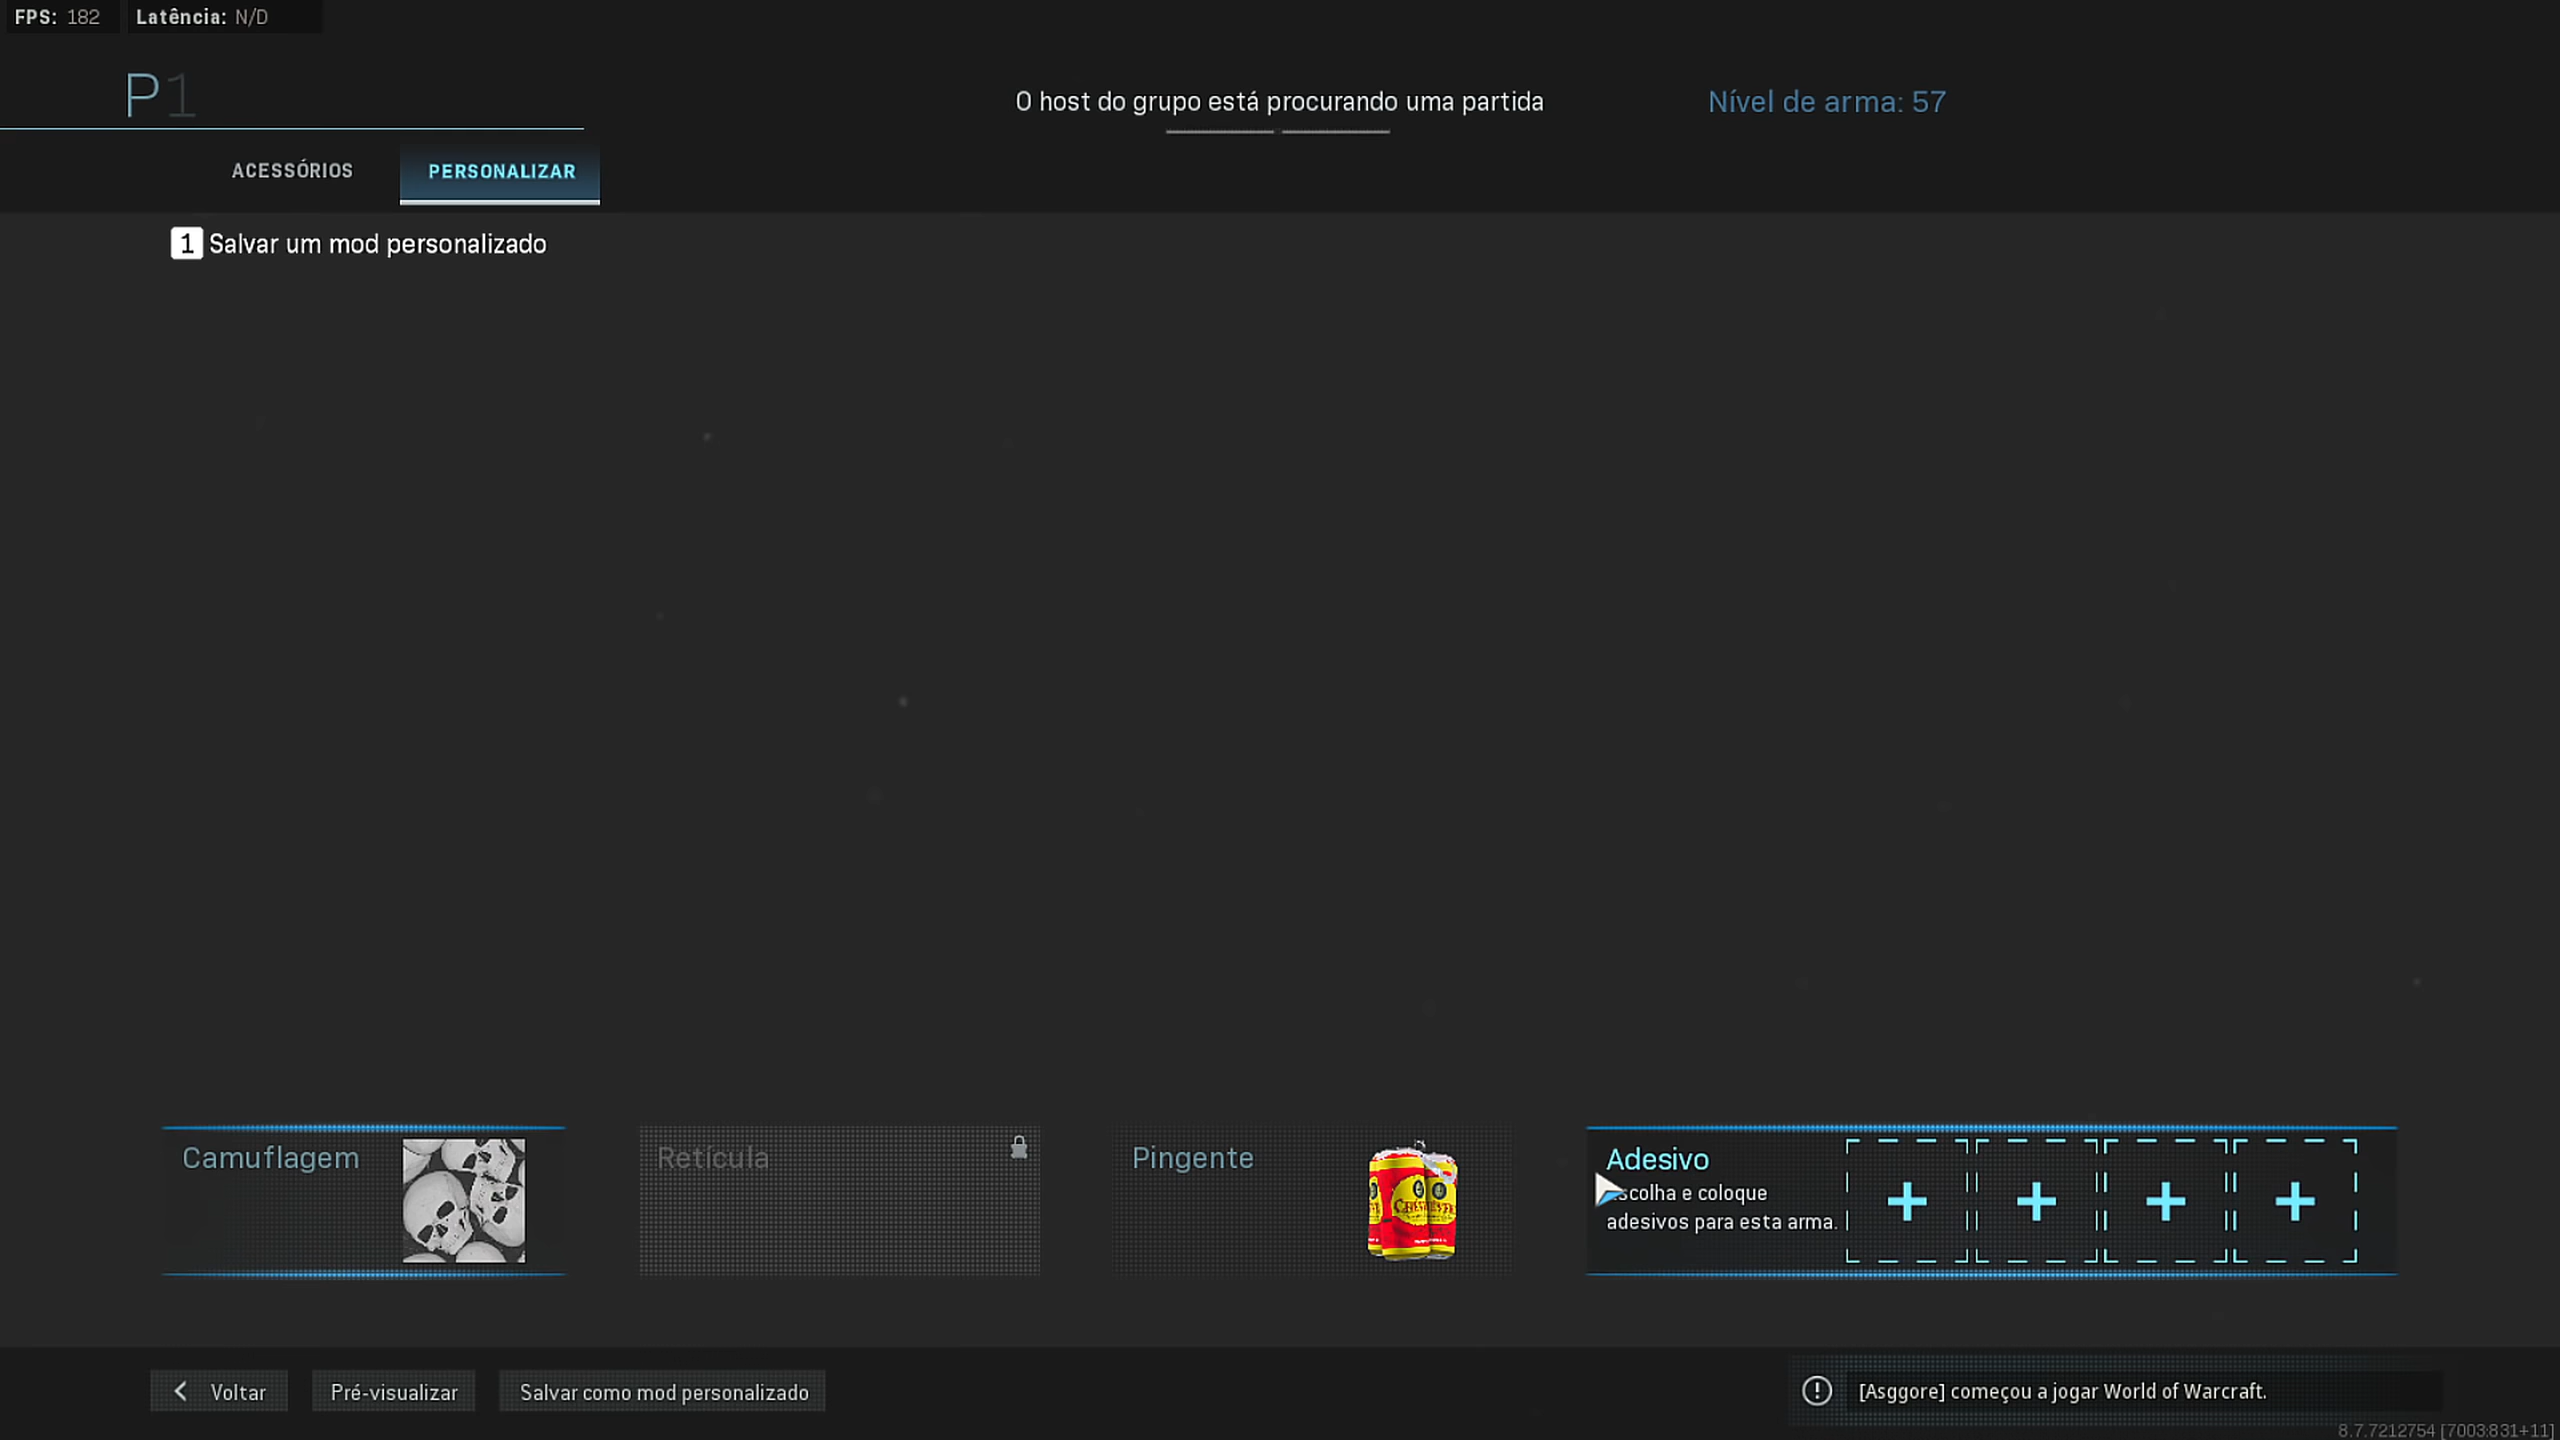 FPS: 182 Latência: N/D
P1
O host do grupo está procurando uma partida
Nível de arma: 57
ACESSÓRIOS
PERSONALIZAR
1 Salvar um mod personalizado
Camuflagem
Retícula
Pingente
Adesivo
scolha e coloque
adesivos para esta arma.
Voltar
Pré-visualizar
Salvar como mod personalizado
[Asggore] começou a jogar World of Warcraft.
8.7.7212754 [7003:831+11]